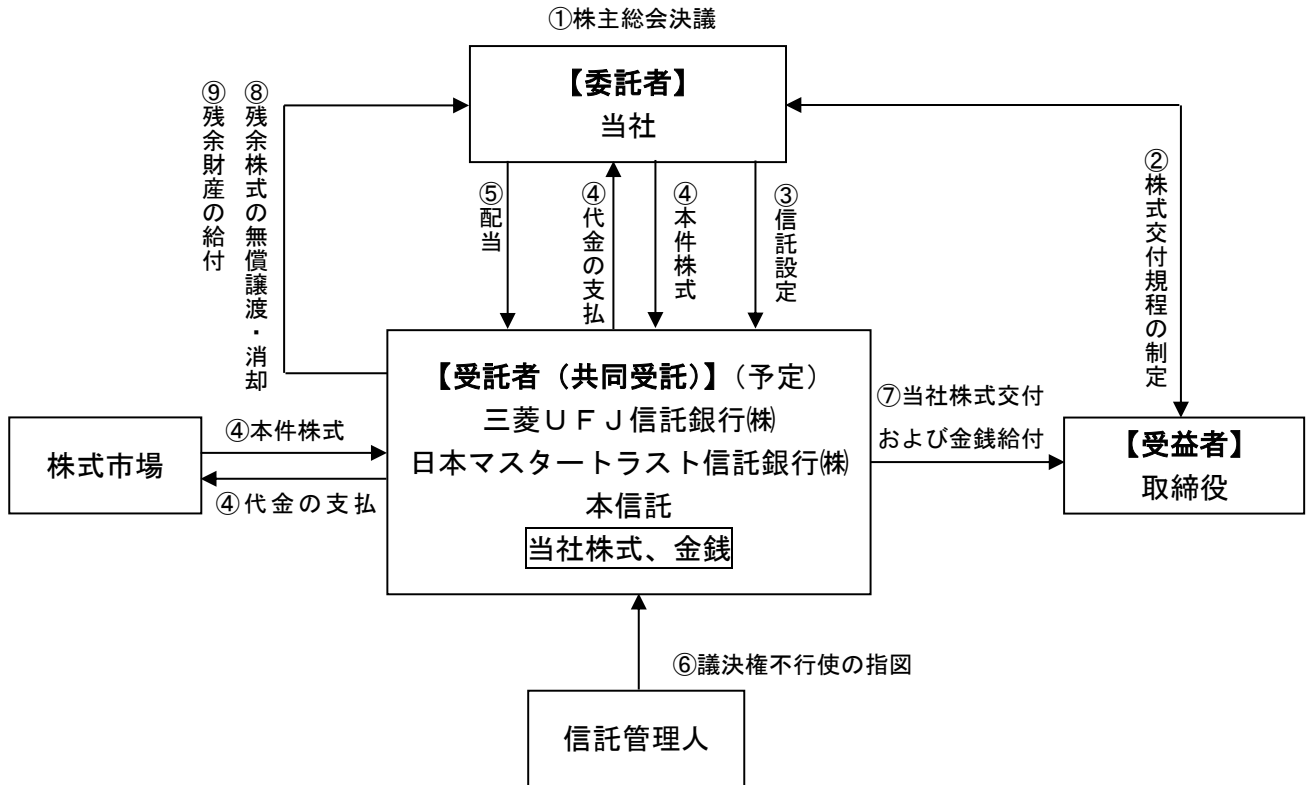 ①株主総会決議
【委託者】
当社
⑨残余財産の給付
⑧残余株式の無償譲渡・消却
⑤配当
④代金の支払
④本件株式
③信託設定
②株式交付規程の制定
【受託者（共同受託）】（予定）
三菱ＵＦＪ信託銀行㈱
日本マスタートラスト信託銀行㈱
本信託
当社株式、金銭
株式市場
④本件株式
④代金の支払
⑦当社株式交付
および金銭給付
【受益者】
取締役
⑥議決権不行使の指図
信託管理人